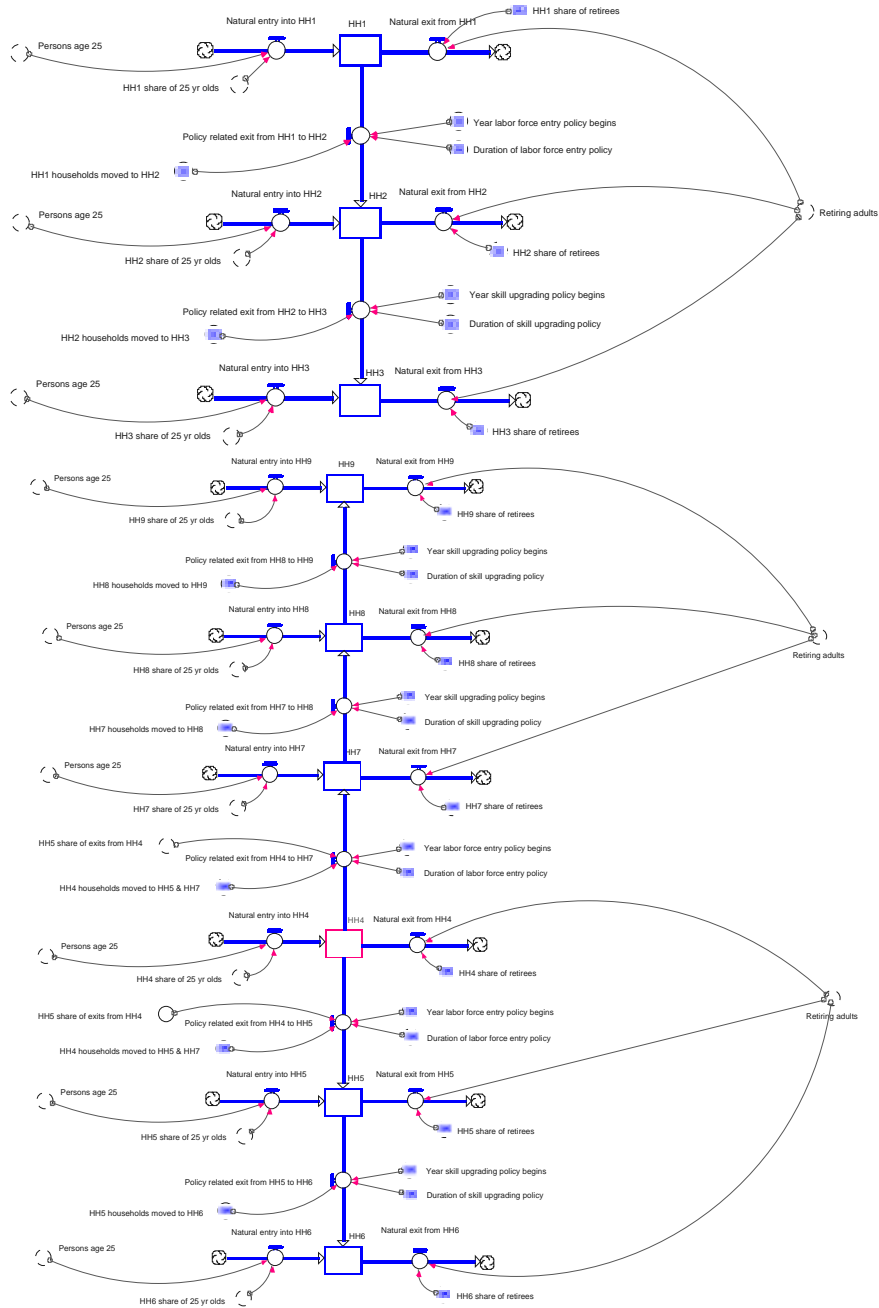 HH1 share of retirees
Natural entry into HH1
HH1
Natural exit from HH1
Persons age 25
HH1 share of 25 yr olds
Year labor force entry policy begins
Policy related exit from HH1 to HH2
Duration of labor force entry policy
HH1 households moved to HH2
Natural entry into HH2
HH2
Natural exit from HH2
Persons age 25
Retiring adults
HH2 share of 25 yr olds
HH2 share of retirees
Year skill upgrading policy begins
Policy related exit from HH2 to HH3
Duration of skill upgrading policy
HH2 households moved to HH3
Natural entry into HH3
HH3
Natural exit from HH3
Persons age 25
HH3 share of 25 yr olds
HH3 share of retirees
Natural entry into HH9
HH9
Natural exit from HH9
Persons age 25
HH9 share of 25 yr olds
HH9 share of retirees
Year skill upgrading policy begins
Policy related exit from HH8 to HH9
Duration of skill upgrading policy
HH8 households moved to HH9
Natural entry into HH8
HH8
Natural exit from HH8
Persons age 25
Retiring adults
HH8 share of 25 yr olds
HH8 share of retirees
Year skill upgrading policy begins
Policy related exit from HH7 to HH8
Duration of skill upgrading policy
HH7 households moved to HH8
Natural entry into HH7
HH7
Natural exit from HH7
Persons age 25
HH7 share of 25 yr olds
HH7 share of retirees
HH5 share of exits from HH4
Year labor force entry policy begins
Policy related exit from HH4 to HH7
Duration of labor force entry policy
HH4 households moved to HH5 & HH7
Natural entry into HH4
HH4
Natural exit from HH4
Persons age 25
HH4 share of 25 yr olds
HH4 share of retirees
HH5 share of exits from HH4
Year labor force entry policy begins
Retiring adults
Policy related exit from HH4 to HH5
Duration of labor force entry policy
HH4 households moved to HH5 & HH7
Natural entry into HH5
HH5
Natural exit from HH5
Persons age 25
HH5 share of 25 yr olds
HH5 share of retirees
Year skill upgrading policy begins
Policy related exit from HH5 to HH6
Duration of skill upgrading policy
HH5 households moved to HH6
Natural entry into HH6
HH6
Natural exit from HH6
Persons age 25
HH6 share of 25 yr olds
HH6 share of retirees